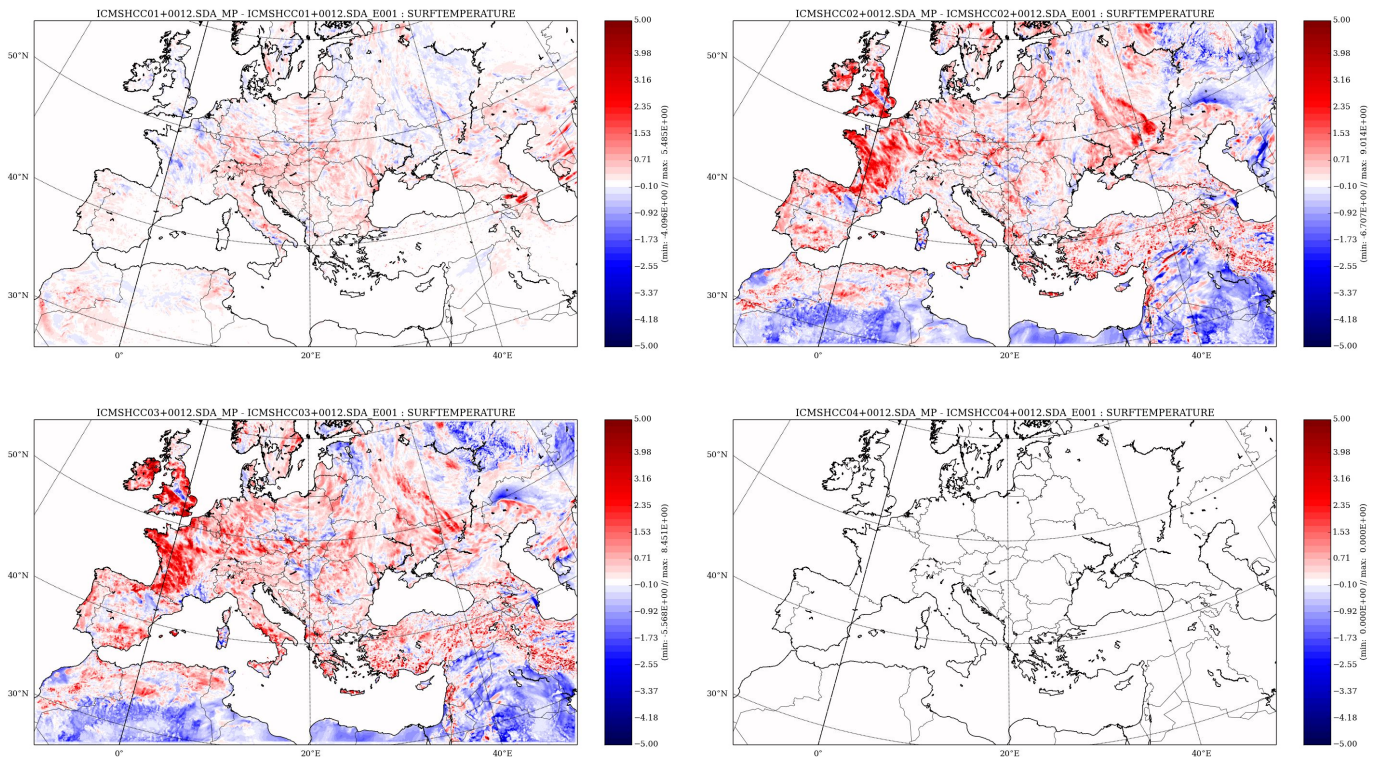 ICMSHCC01+0012.SDA_MP - ICMSHCC01+0012.SDA_E001 : SURFTEMPERATURE
50°N
40°N
30°N
0°
20°E
40°E
5.00
3.98
3.16
2.35
1.53
0.71
−0.10
−0.92
−1.73
−2.55
−3.37
−4.18
−5.00
(min: -4.096E+00 // max: 5.485E+00)
ICMSHCC02+0012.SDA_MP - ICMSHCC02+0012.SDA_E001 : SURFTEMPERATURE
50°N
40°N
30°N
0°
20°E
40°E
5.00
3.98
3.16
2.35
1.53
0.71
−0.10
−0.92
−1.73
−2.55
−3.37
−4.18
−5.00
(min: -6.707E+00 // max: 9.014E+00)
ICMSHCC03+0012.SDA_MP - ICMSHCC03+0012.SDA_E001 : SURFTEMPERATURE
50°N
40°N
30°N
0°
20°E
40°E
5.00
3.98
3.16
2.35
1.53
0.71
−0.10
−0.92
−1.73
−2.55
−3.37
−4.18
−5.00
(min: -5.568E+00 // max: 8.451E+00)
ICMSHCC04+0012.SDA_MP - ICMSHCC04+0012.SDA_E001 : SURFTEMPERATURE
50°N
40°N
30°N
0°
20°E
40°E
5.00
3.98
3.16
2.35
1.53
0.71
−0.10
−0.92
−1.73
−2.55
−3.37
−4.18
−5.00
(min: 0.000E+00 // max: 0.000E+00)